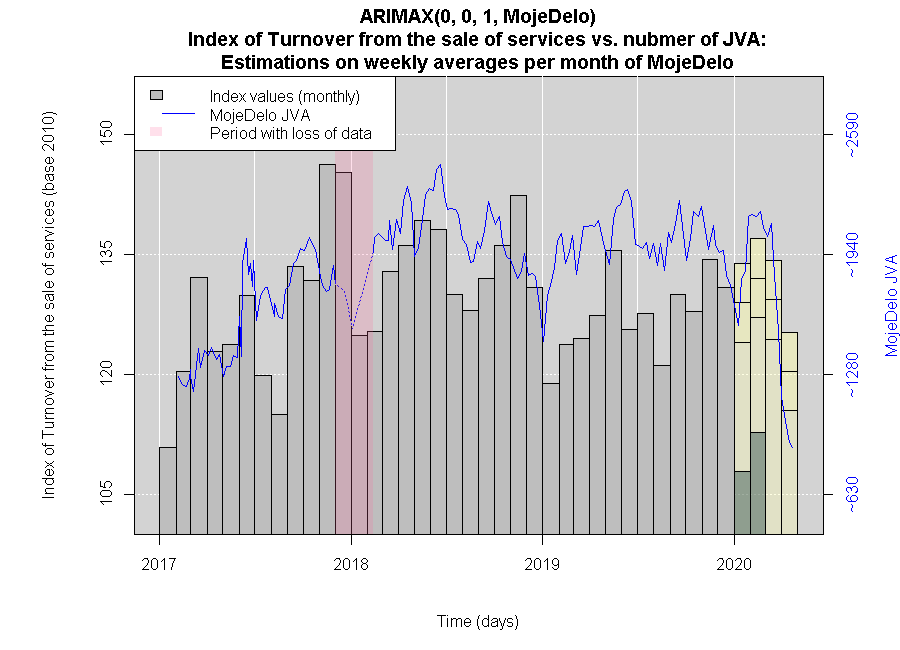 ARIMAX(0, 0, 1, MojeDelo)
Index of Turnover from the sale of services vs. nubmer of JVA:
Estimations on weekly averages per month of MojeDelo
Index values (monthly)
MojeDelo JVA
Period with loss of data
Index of Turnover from the sale of services (base 2010)
150
135
120
105
~2590
~1940
~1280
~630
MojeDelo JVA
2017
2018
2019
2020
Time (days)